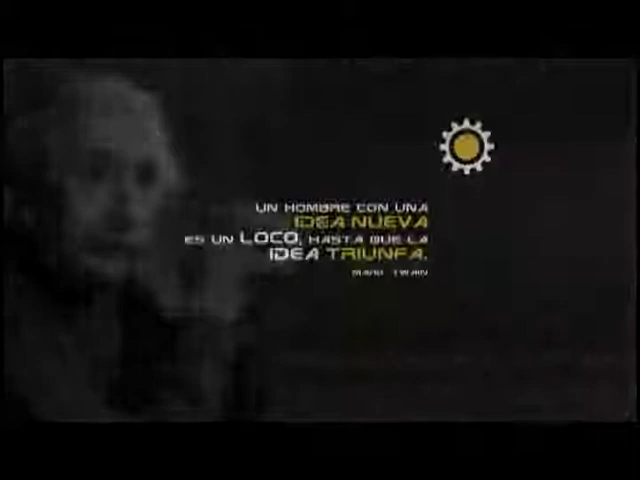 UN HOMBRE CON UNA
IDEA NUEVA
ES UN LOCO, HASTA QUE LA
IDEA TRIUNFA.
MARK TWAIN